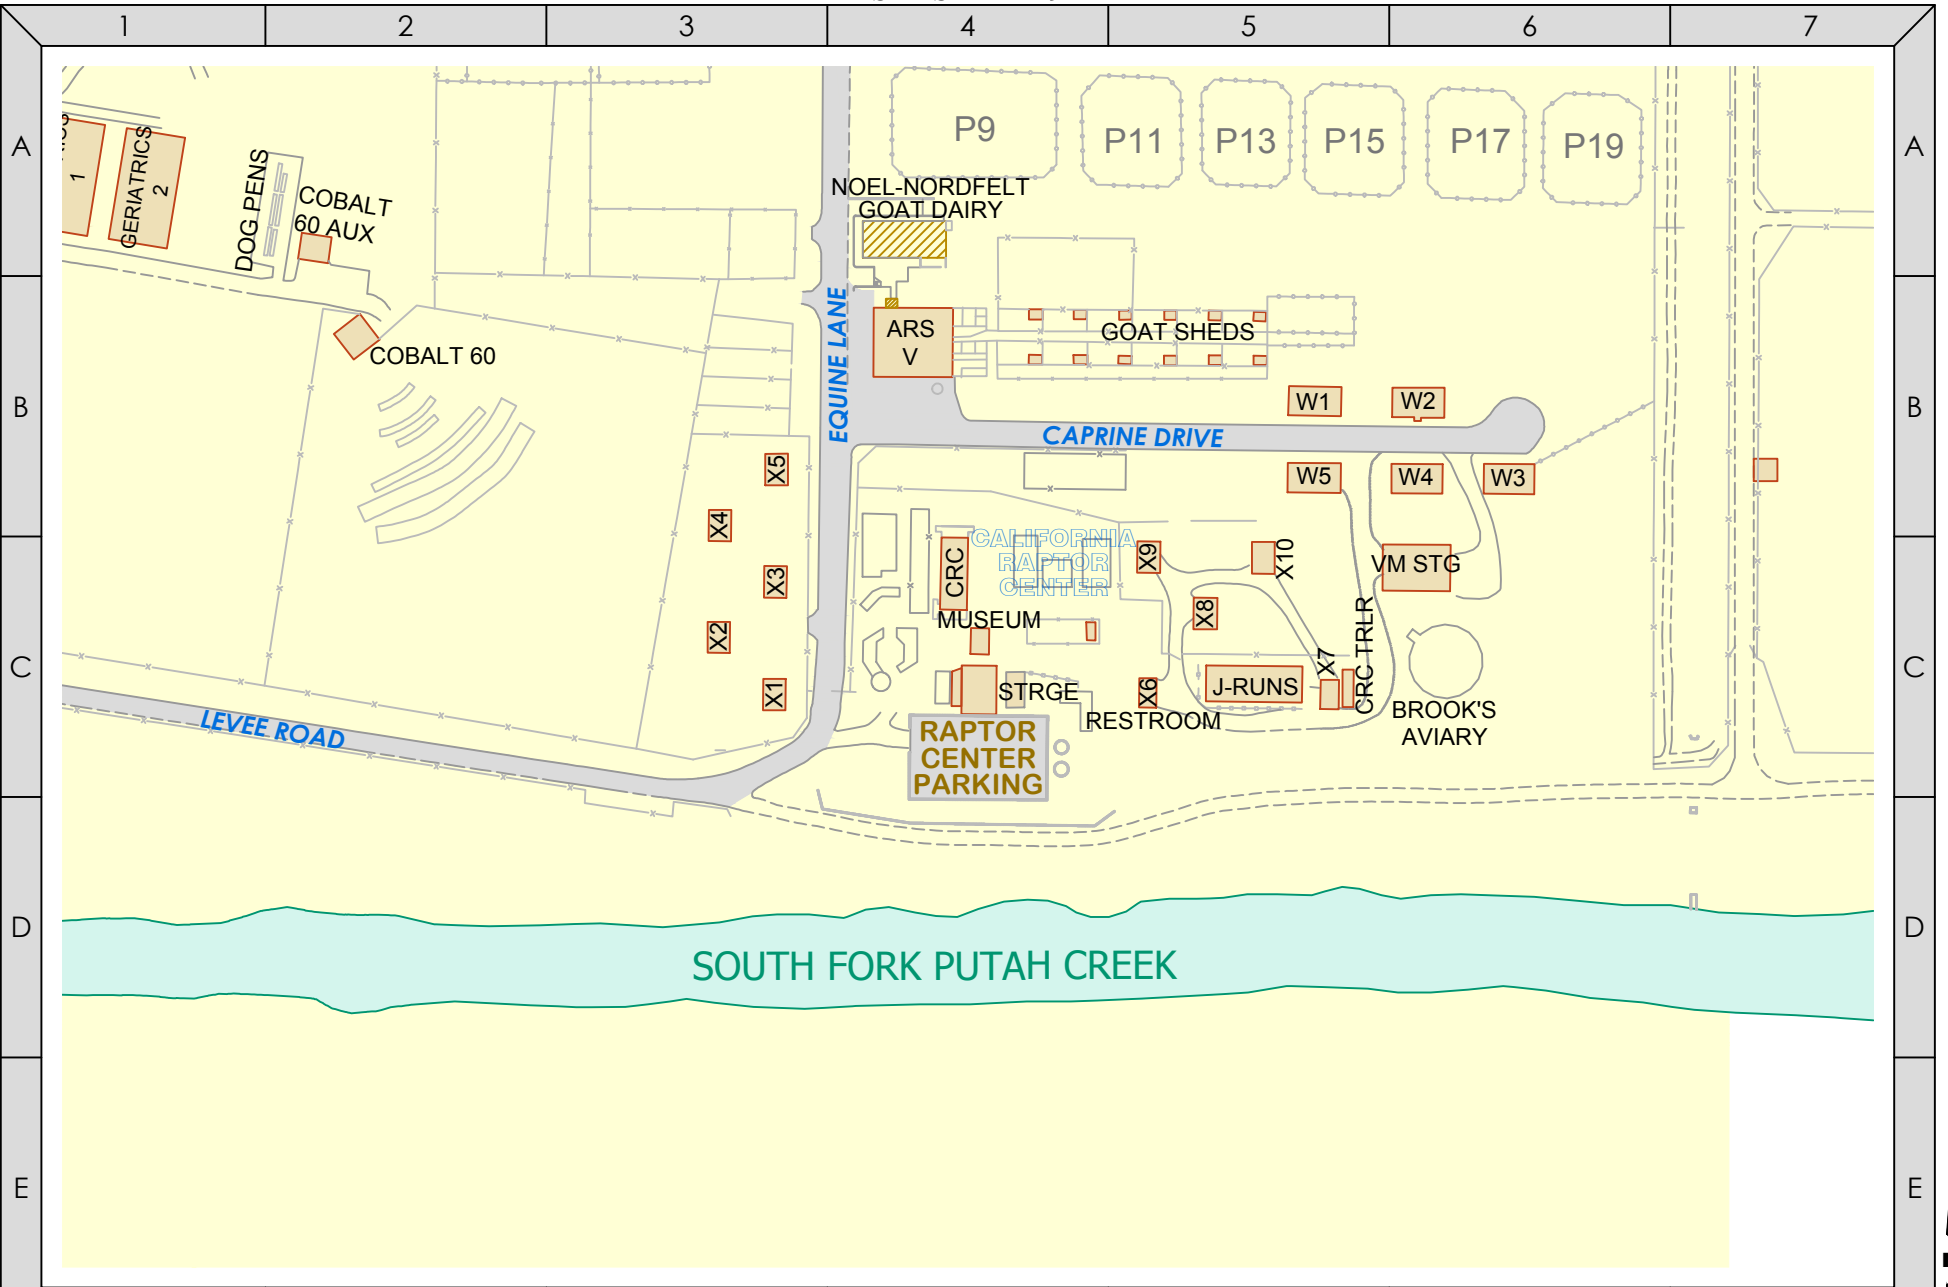 1 2 3 4 5 6 7
A A
P9
P11
P13
P15
P17
P19
1
GERIATRICS
2
DOG PENS
COBALT
60 AUX
NOEL-NORDFELT
GOAT DAIRY
B B
EQUINE LANE
ARS
V
GOAT SHEDS
COBALT 60
W1
W2
CAPRINE DRIVE
X5
W5
W4
W3
X4
C C
CRC
CALIFORNIA
RAPTOR
CENTER
X9
X10
VM STG
X3
X8
MUSEUM
X2
CRC TRLR
X7
X1
STRGE
X6
J-RUNS
RESTROOM
BROOK'S
AVIARY
LEVEE ROAD
RAPTOR
CENTER
PARKING
D D
SOUTH FORK PUTAH CREEK
E E